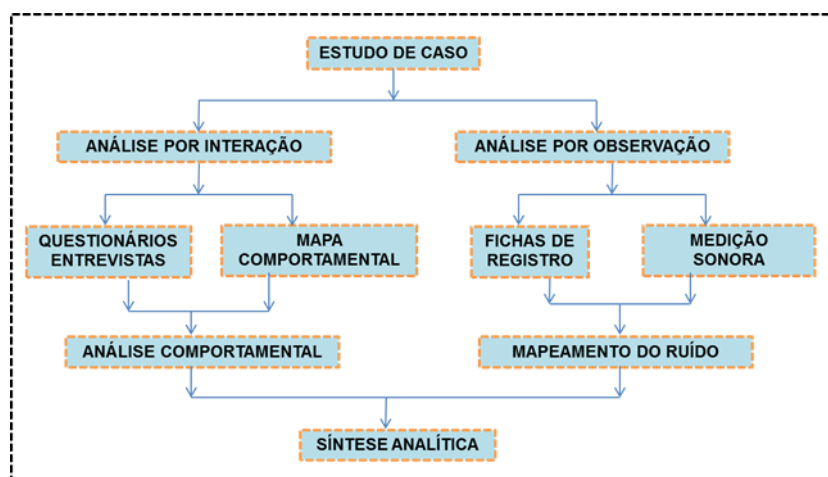 ESTUDO DE CASO
ANÁLISE POR INTERAÇÃO
ANÁLISE POR OBSERVAÇÃO
QUESTIONÁRIOS
ENTREVISTAS
MAPA
COMPORTAMENTAL
FICHAS DE
REGISTRO
MEDIÇÃO
SONORA
ANÁLISE COMPORTAMENTAL
MAPEAMENTO DO RUÍDO
SÍNTESE ANALÍTICA